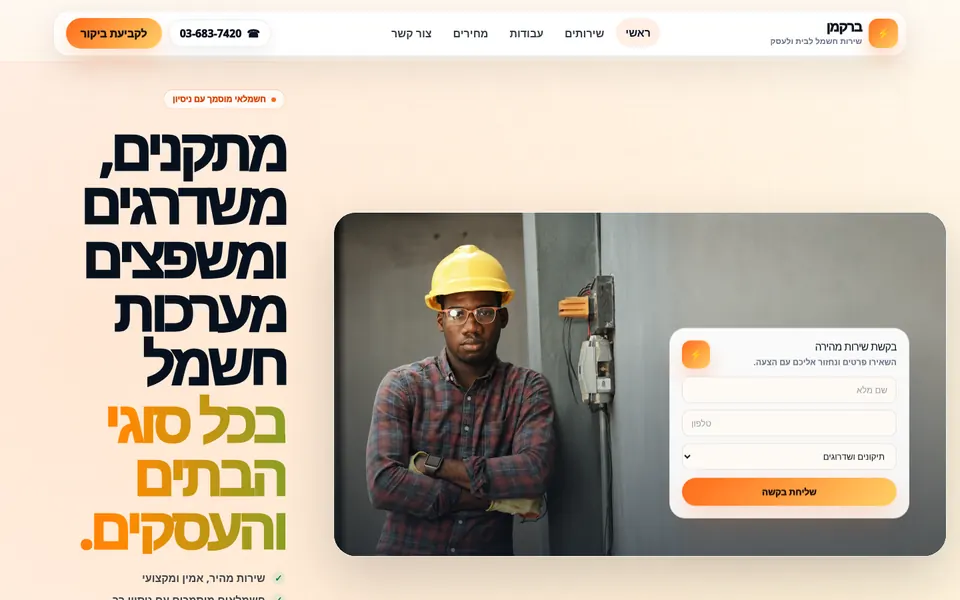 ברקמן
שירות חשמל לבית ולעסק
ראשי
שירותים
עבודות
מחירים
צור קשר
☎ 03-683-7420
לקביעת ביקור
חשמלאי מוסמך עם ניסיון
מתקנים,
משדרגים
ומשפצים
מערכות
חשמל
בכל סוגי
הבתים
והעסקים.
✓ שירות מהיר, אמין ומקצועי
בקשת שירות מהירה
השאירו פרטים ונחזור אליכם עם הצעה.
שם מלא
טלפון
תיקונים ושדרוגים
שליחת בקשה